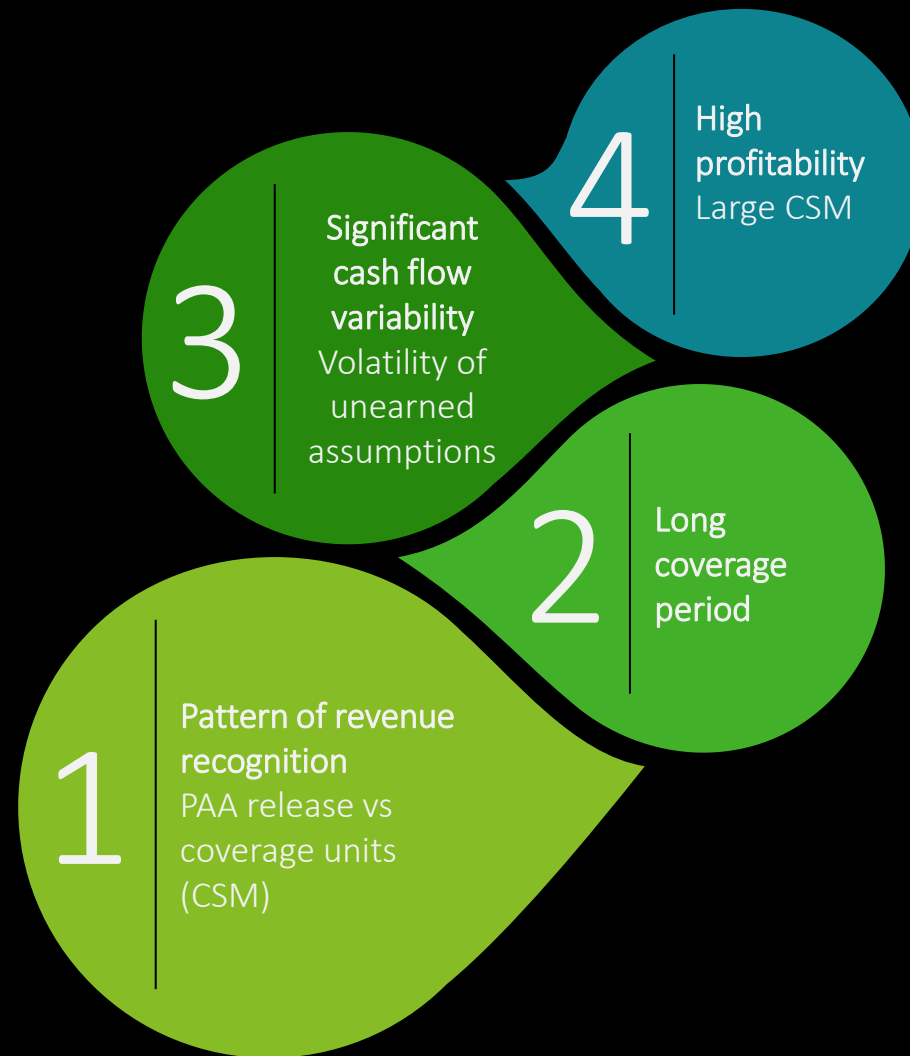 4
High
profitability
Large CSM
3
Significant
cash flow
variability
Volatility of
unearned
assumptions
2
Long
coverage
period
1
Pattern of revenue
recognition
PAA release vs
coverage units
(CSM)